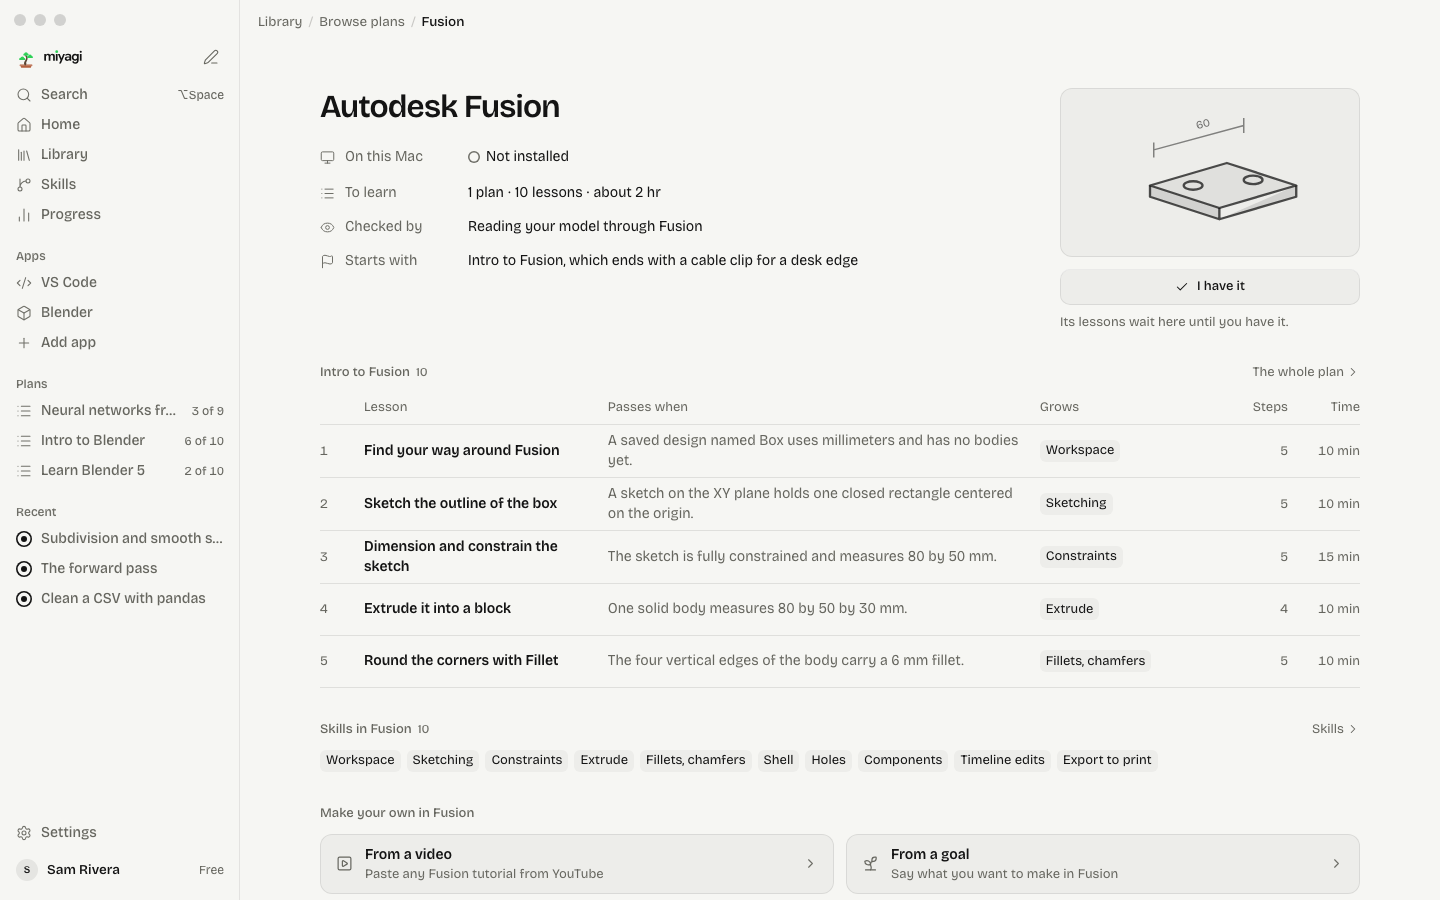 miyagi
Search ⌥Space
Home
Library
Skills
Progress
Apps
VS Code
Blender
Add app
Plans
Neural networks fr... 3 of 9
Intro to Blender 6 of 10
Learn Blender 5 2 of 10
Recent
Subdivision and smooth s...
The forward pass
Clean a CSV with pandas
Settings
S Sam Rivera Free
Library / Browse plans / Fusion
Autodesk Fusion
On this Mac Not installed
To learn 1 plan · 10 lessons · about 2 hr
Checked by Reading your model through Fusion
Starts with Intro to Fusion, which ends with a cable clip for a desk edge
60
I have it
Its lessons wait here until you have it.
Intro to Fusion 10 The whole plan
Lesson Passes when Grows Steps Time
1 Find your way around Fusion A saved design named Box uses millimeters and has no bodies
yet. Workspace 5 10 min
2 Sketch the outline of the box A sketch on the XY plane holds one closed rectangle centered
on the origin. Sketching 5 10 min
3 Dimension and constrain the
sketch The sketch is fully constrained and measures 80 by 50 mm. Constraints 5 15 min
4 Extrude it into a block One solid body measures 80 by 50 by 30 mm. Extrude 4 10 min
5 Round the corners with Fillet The four vertical edges of the body carry a 6 mm fillet. Fillets, chamfers 5 10 min
Skills in Fusion 10 Skills
Workspace Sketching Constraints Extrude Fillets, chamfers Shell Holes Components Timeline edits Export to print
Make your own in Fusion
From a video
Paste any Fusion tutorial from YouTube
From a goal
Say what you want to make in Fusion